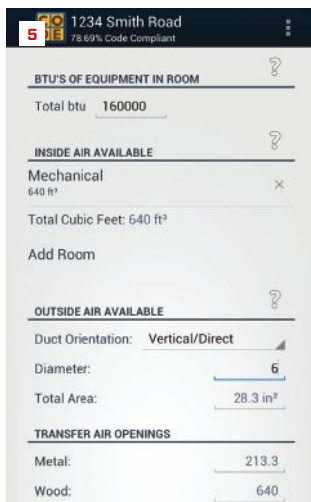 5
CODE
1234 Smith Road
78.69% Code Compliant
BTU'S OF EQUIPMENT IN ROOM ?
Total btu 160000
INSIDE AIR AVAILABLE ?
Mechanical
640 ft³ ×
Total Cubic Feet: 640 ft³
Add Room
OUTSIDE AIR AVAILABLE ?
Duct Orientation: Vertical/Direct
Diameter: 6
Total Area: 28.3 in²
TRANSFER AIR OPENINGS
Metal: 213.3
Wood: 640